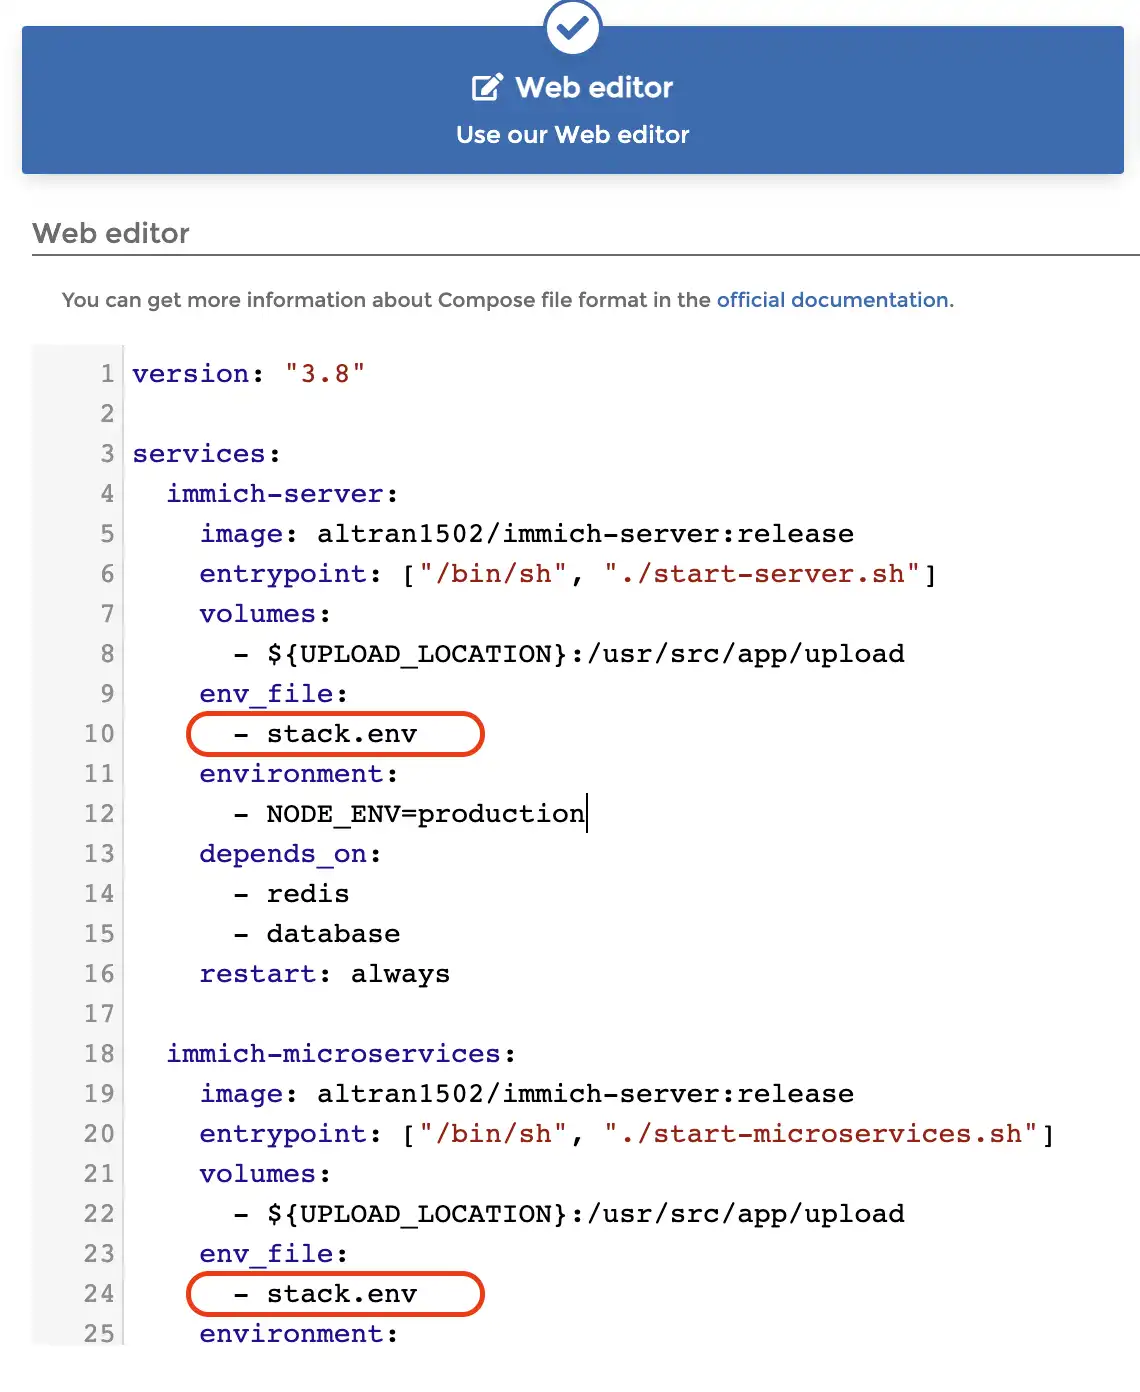 Web editor
Use our Web editor
Web editor
You can get more information about Compose file format in the official documentation.
1 version: "3.8"
2
3 services:
4   immich-server:
5     image: altran1502/immich-server:release
6     entrypoint: ["/bin/sh", "./start-server.sh"]
7     volumes:
8       - ${UPLOAD_LOCATION}:/usr/src/app/upload
9     env_file:
10       - stack.env
11     environment:
12       - NODE_ENV=production
13     depends_on:
14       - redis
15       - database
16     restart: always
17
18   immich-microservices:
19     image: altran1502/immich-server:release
20     entrypoint: ["/bin/sh", "./start-microservices.sh"]
21     volumes:
22       - ${UPLOAD_LOCATION}:/usr/src/app/upload
23     env_file:
24       - stack.env
25     environment: